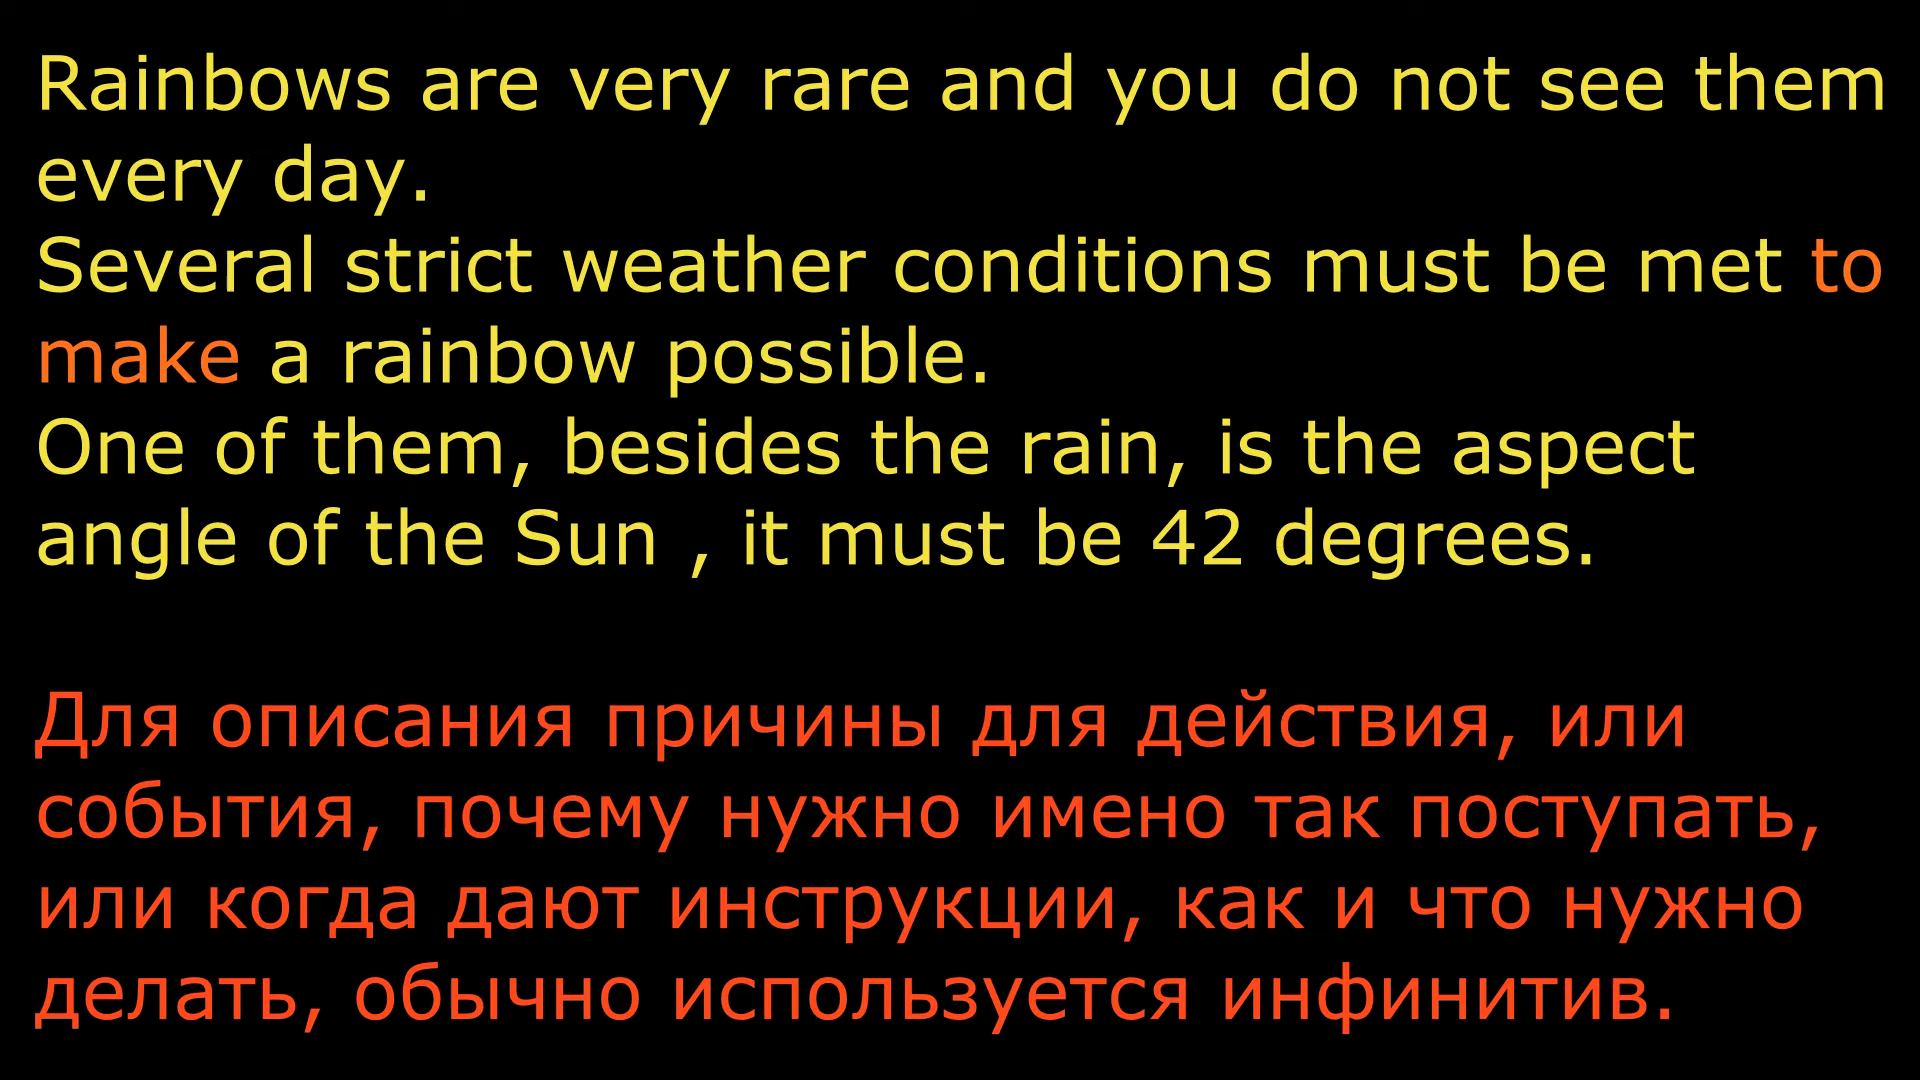 Rainbows are very rare and you do not see them
every day.
Several strict weather conditions must be met to
make a rainbow possible.
One of them, besides the rain, is the aspect
angle of the Sun , it must be 42 degrees.
Для описания причины для действия, или
события, почему нужно имено так поступать,
или когда дают инструкции, как и что нужно
делать, обычно используется инфинитив.